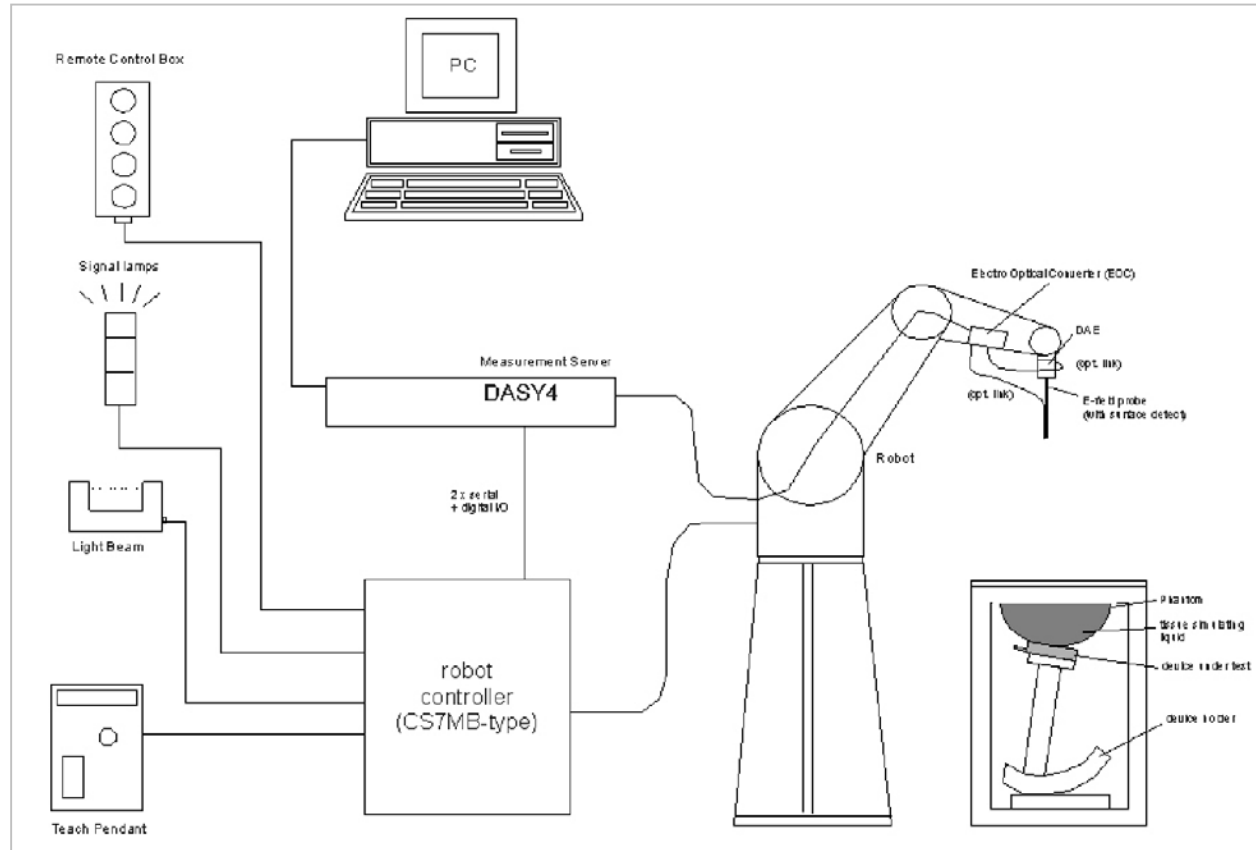 Remote Control Box
PC
Signal lamps
Electro Optical Converter (EOC)
DAE
(opt. link)
(opt. link)
E-field probe
(with surface detect)
Measurement Server
DASY4
Robot
2 x serial
+ digital I/O
Light Beam
Phantom
tissue simulating
liquid
device under test
device holder
robot
controller
(CS7MB-type)
Teach Pendant